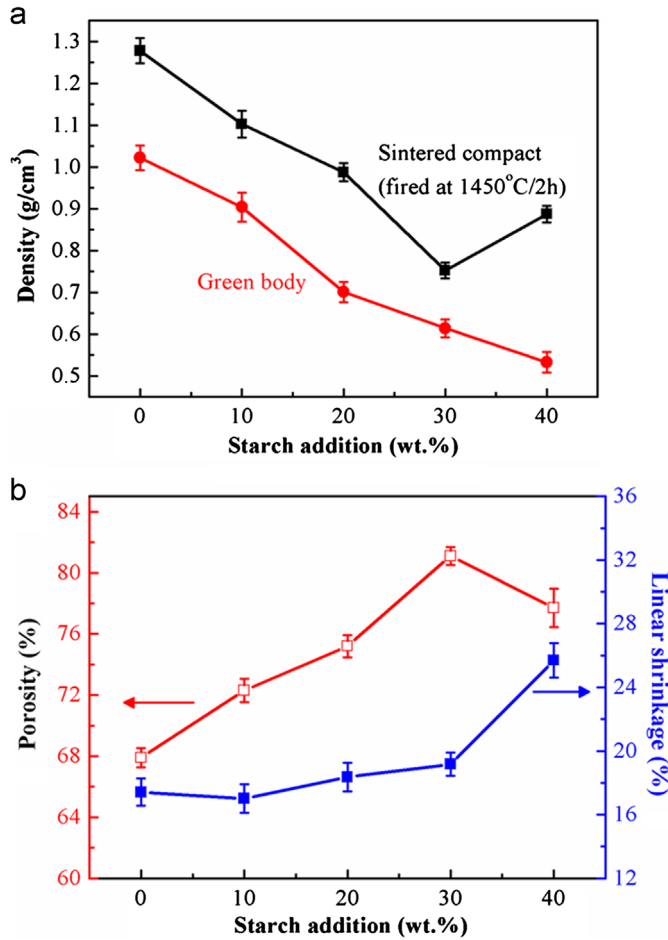 a
1.3
1.2
1.1
1.0
0.9
0.8
0.7
0.6
0.5
Density (g/cm³)
Sintered compact
(fired at 1450°C/2h)
Green body
0 10 20 30 40
Starch addition (wt.%)
b
84
80
76
72
68
64
60
Porosity (%)
36
32
28
24
20
16
12
Linear shrinkage
(%)
0 10 20 30 40
Starch addition (wt.%)